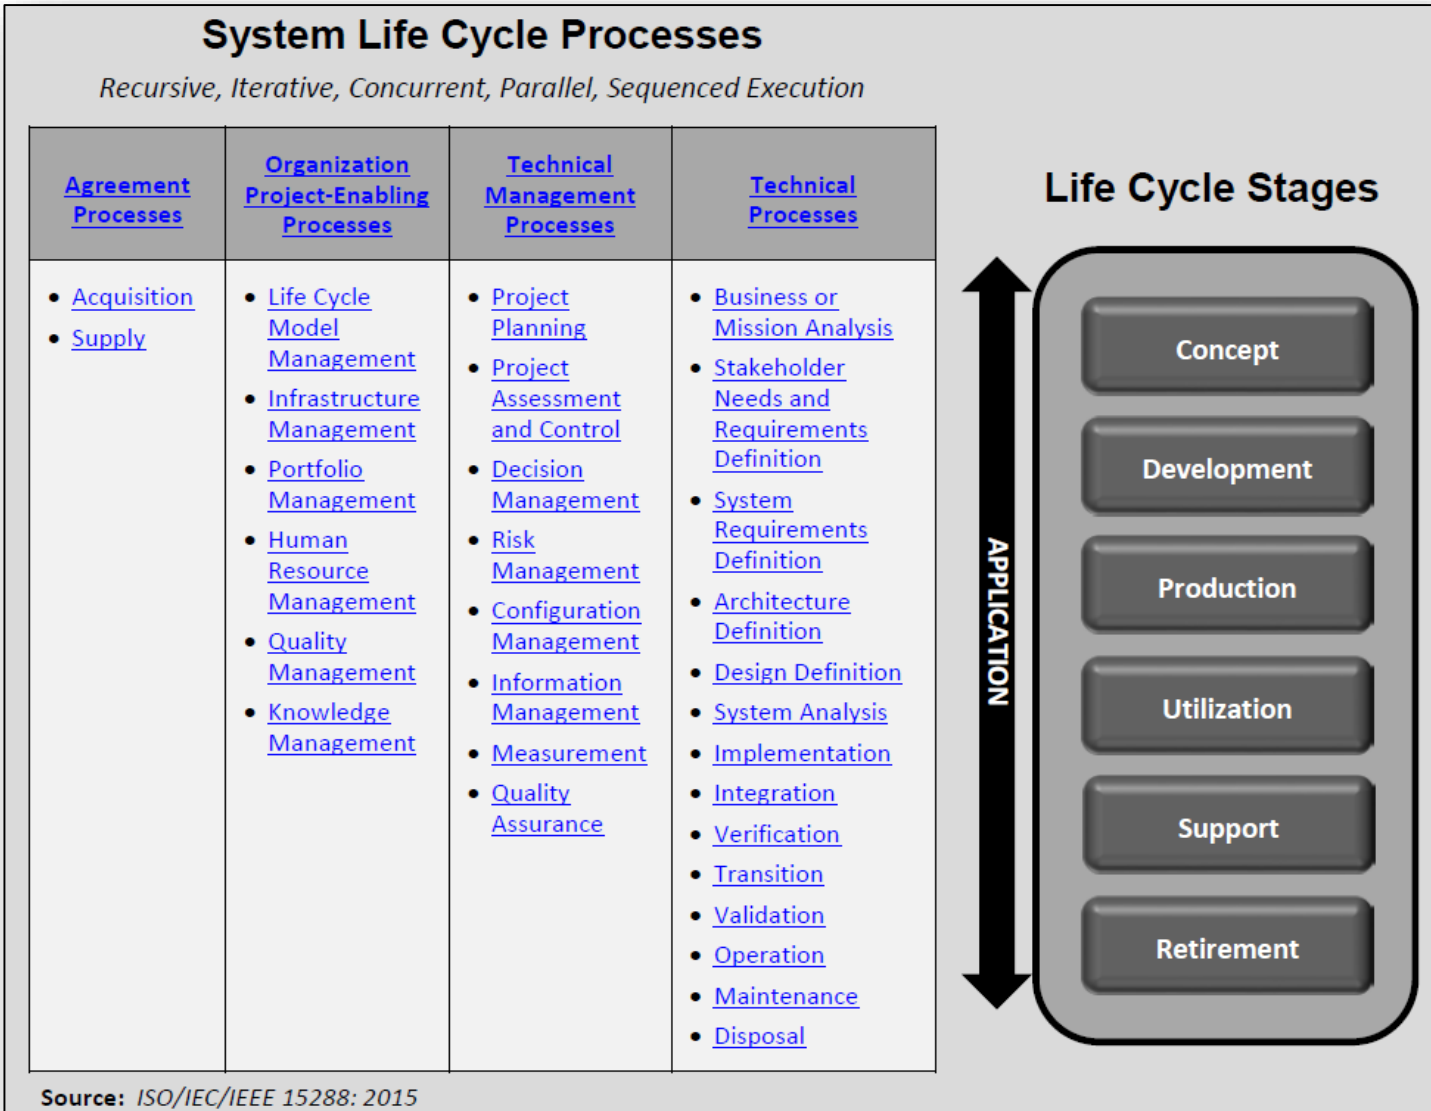 System Life Cycle Processes
Recursive, Iterative, Concurrent, Parallel, Sequenced Execution
Agreement
Processes
Organization
Project-Enabling
Processes
Technical
Management
Processes
Technical
Processes
• Acquisition
• Supply
• Life Cycle
Model
Management
• Infrastructure
Management
• Portfolio
Management
• Human
Resource
Management
• Quality
Management
• Knowledge
Management
• Project
Planning
• Project
Assessment
and Control
• Decision
Management
• Risk
Management
• Configuration
Management
• Information
Management
• Measurement
• Quality
Assurance
• Business or
Mission Analysis
• Stakeholder
Needs and
Requirements
Definition
• System
Requirements
Definition
• Architecture
Definition
• Design Definition
• System Analysis
• Implementation
• Integration
• Verification
• Transition
• Validation
• Operation
• Maintenance
• Disposal
Source: ISO/IEC/IEEE 15288: 2015
Life Cycle Stages
APPLICATION
Concept
Development
Production
Utilization
Support
Retirement